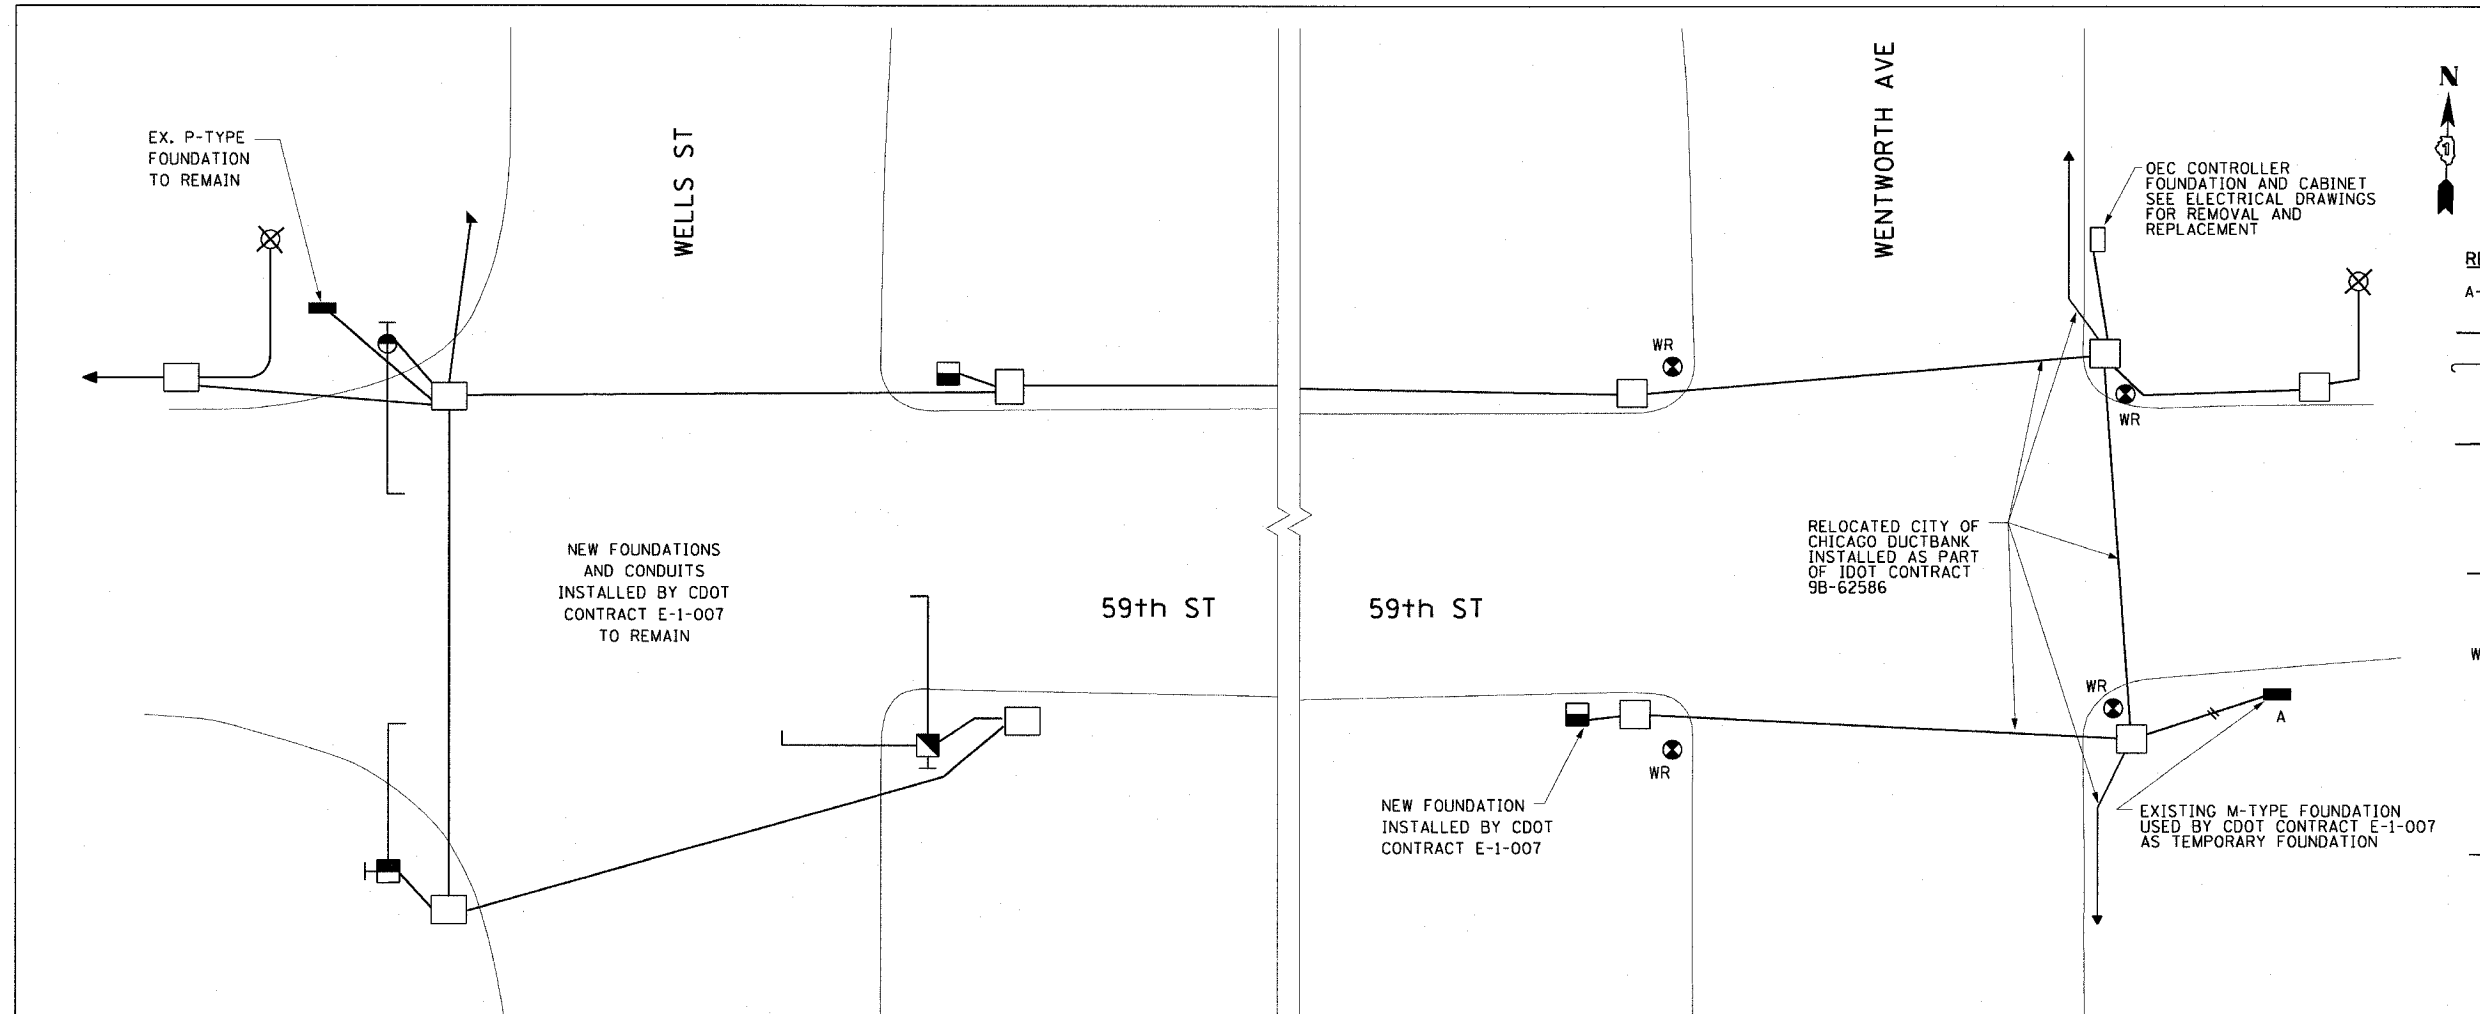 EX. P-TYPE
FOUNDATION
TO REMAIN
WELLS ST
WENTWORTH AVE
N
1
OEC CONTROLLER
FOUNDATION AND CABINET
SEE ELECTRICAL DRAWINGS
FOR REMOVAL AND
REPLACEMENT
A-
WR
WR
NEW FOUNDATIONS
AND CONDUITS
INSTALLED BY CDOT
CONTRACT E-1-007
TO REMAIN
59th ST
59th ST
RELOCATED CITY OF
CHICAGO DUCTBANK
INSTALLED AS PART
OF IDOT CONTRACT
9B-62586
WR
A
WR
NEW FOUNDATION
INSTALLED BY CDOT
CONTRACT E-1-007
EXISTING M-TYPE FOUNDATION
USED BY CDOT CONTRACT E-1-007
AS TEMPORARY FOUNDATION